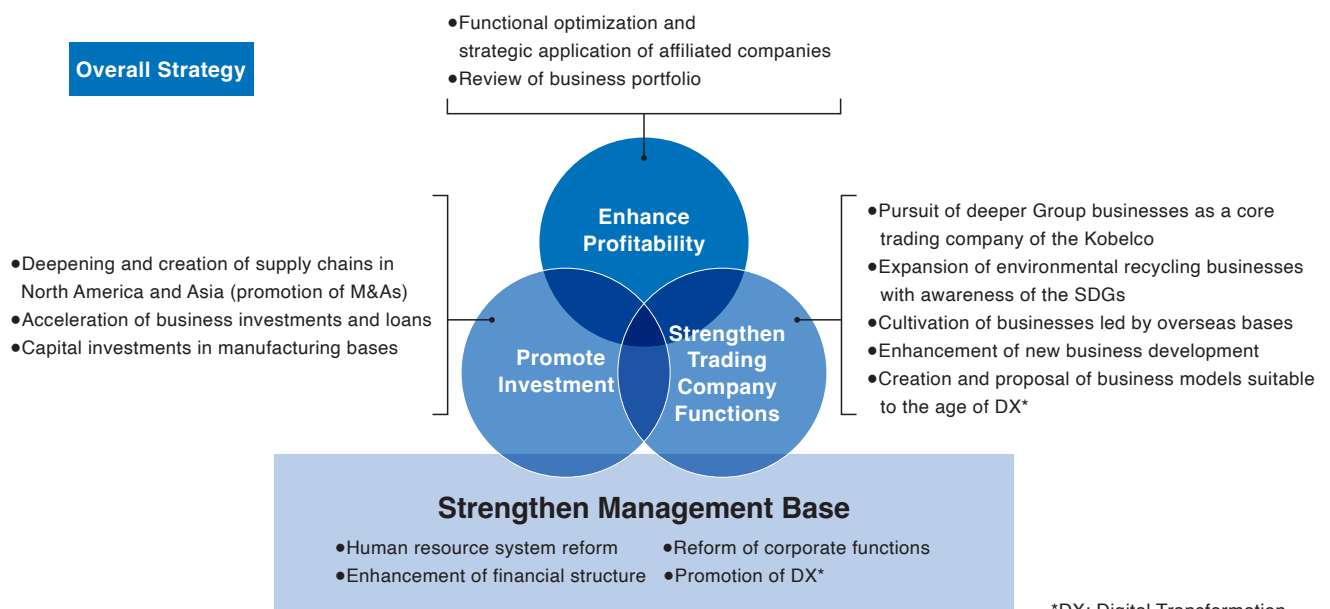 Overall Strategy
●Functional optimization and
strategic application of affiliated companies
●Review of business portfolio
Enhance
Profitability
●Deepening and creation of supply chains in
North America and Asia (promotion of M&As)
●Acceleration of business investments and loans
●Capital investments in manufacturing bases
Promote
Investment
Strengthen
Trading
Company
Functions
●Pursuit of deeper Group businesses as a core
trading company of the Kobelco
●Expansion of environmental recycling businesses
with awareness of the SDGs
●Cultivation of businesses led by overseas bases
●Enhancement of new business development
●Creation and proposal of business models suitable
to the age of DX*
Strengthen Management Base
●Human resource system reform
●Enhancement of financial structure
●Reform of corporate functions
●Promotion of DX*
*DX: Digital Transformation